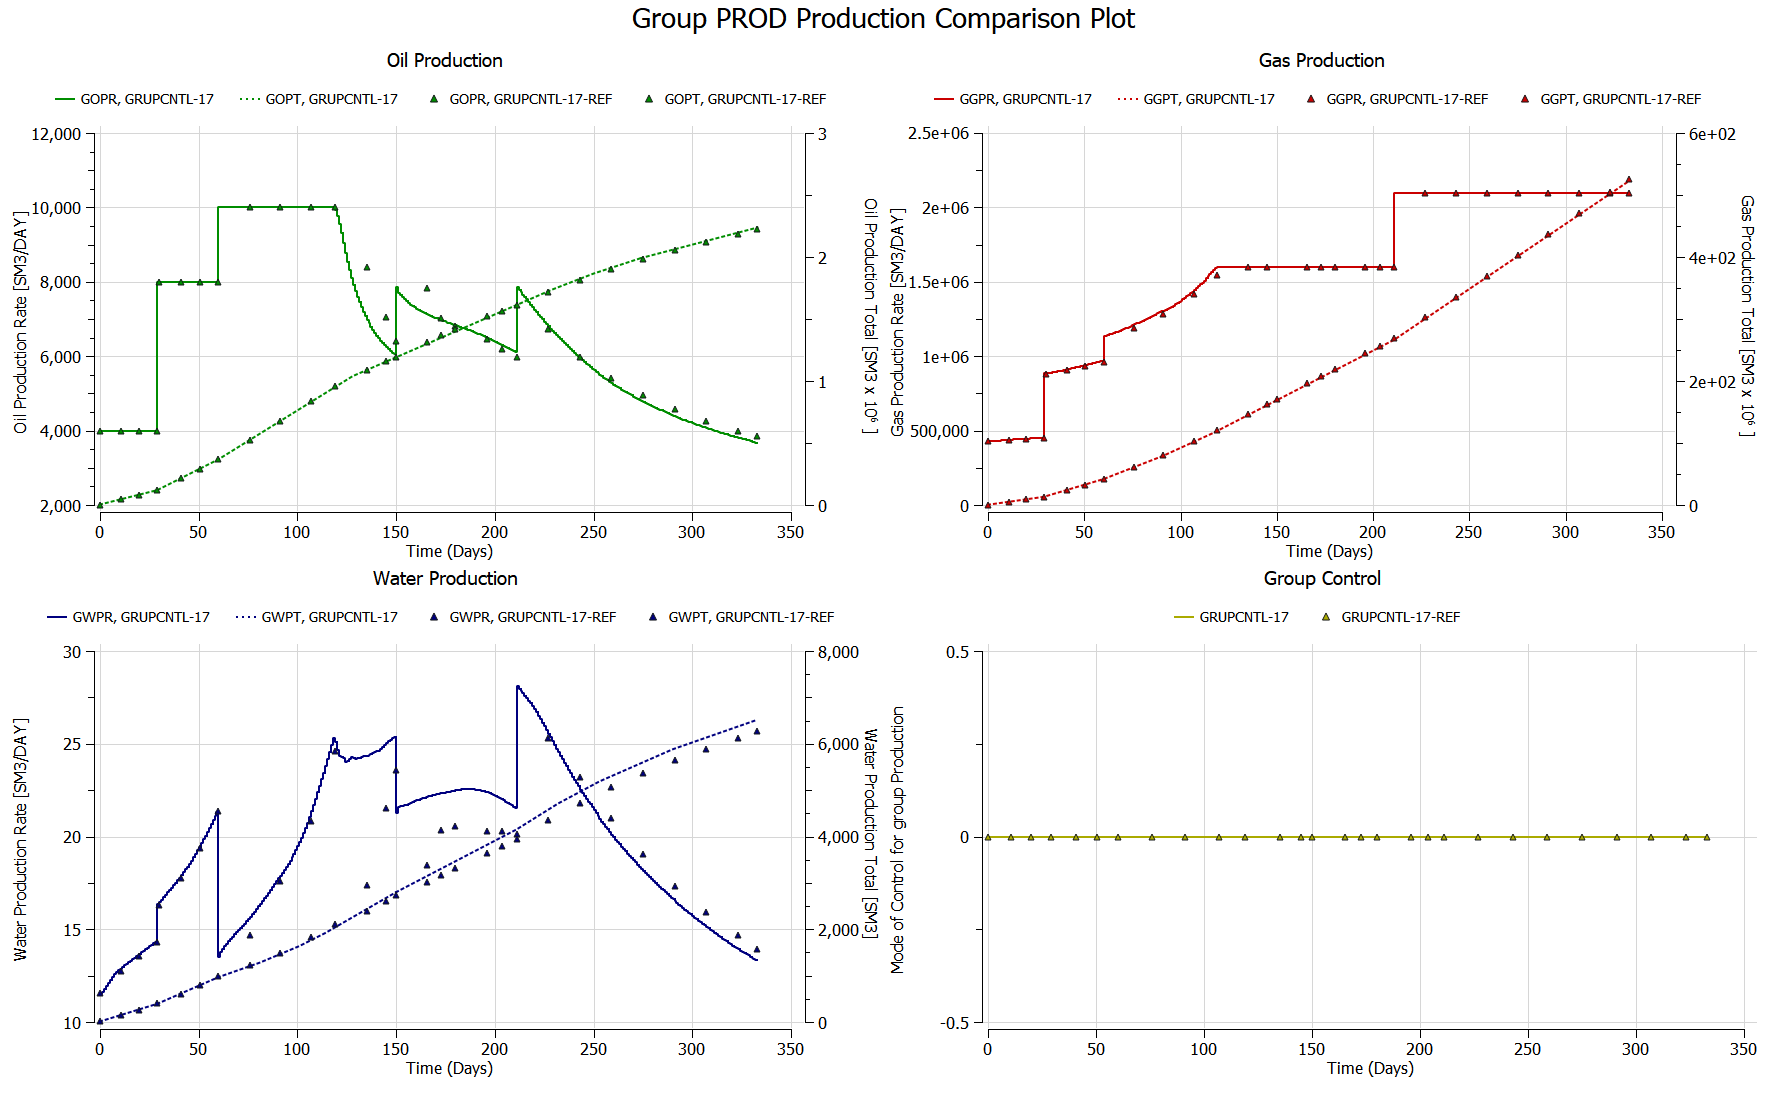 Group PROD Production Comparison Plot
Oil Production
GOPR, GRUPCNTL-17 GOPT, GRUPCNTL-17 GOPR, GRUPCNTL-17-REF GOPT, GRUPCNTL-17-REF
12,000
10,000
8,000
6,000
4,000
2,000
Oil Production Rate [SM3/DAY]
3
2
1
0
Oil Production Total [SM3 x 10⁶ ]
0 50 100 150 200 250 300 350
Time (Days)
Gas Production
GGPR, GRUPCNTL-17 GGPT, GRUPCNTL-17 GGPR, GRUPCNTL-17-REF GGPT, GRUPCNTL-17-REF
2.5e+06
2e+06
1.5e+06
1e+06
500,000
0
Gas Production Rate [SM3/DAY]
6e+02
4e+02
2e+02
0
Gas Production Total [SM3 x 10⁶ ]
0 50 100 150 200 250 300 350
Time (Days)
Water Production
GWPR, GRUPCNTL-17 GWPT, GRUPCNTL-17 GWPR, GRUPCNTL-17-REF GWPT, GRUPCNTL-17-REF
30
25
20
15
10
Water Production Rate [SM3/DAY]
8,000
6,000
4,000
2,000
0
Water Production Total [SM3]
0 50 100 150 200 250 300 350
Time (Days)
Group Control
GRUPCNTL-17 GRUPCNTL-17-REF
0.5
0
-0.5
Mode of Control for group Production
0 50 100 150 200 250 300 350
Time (Days)